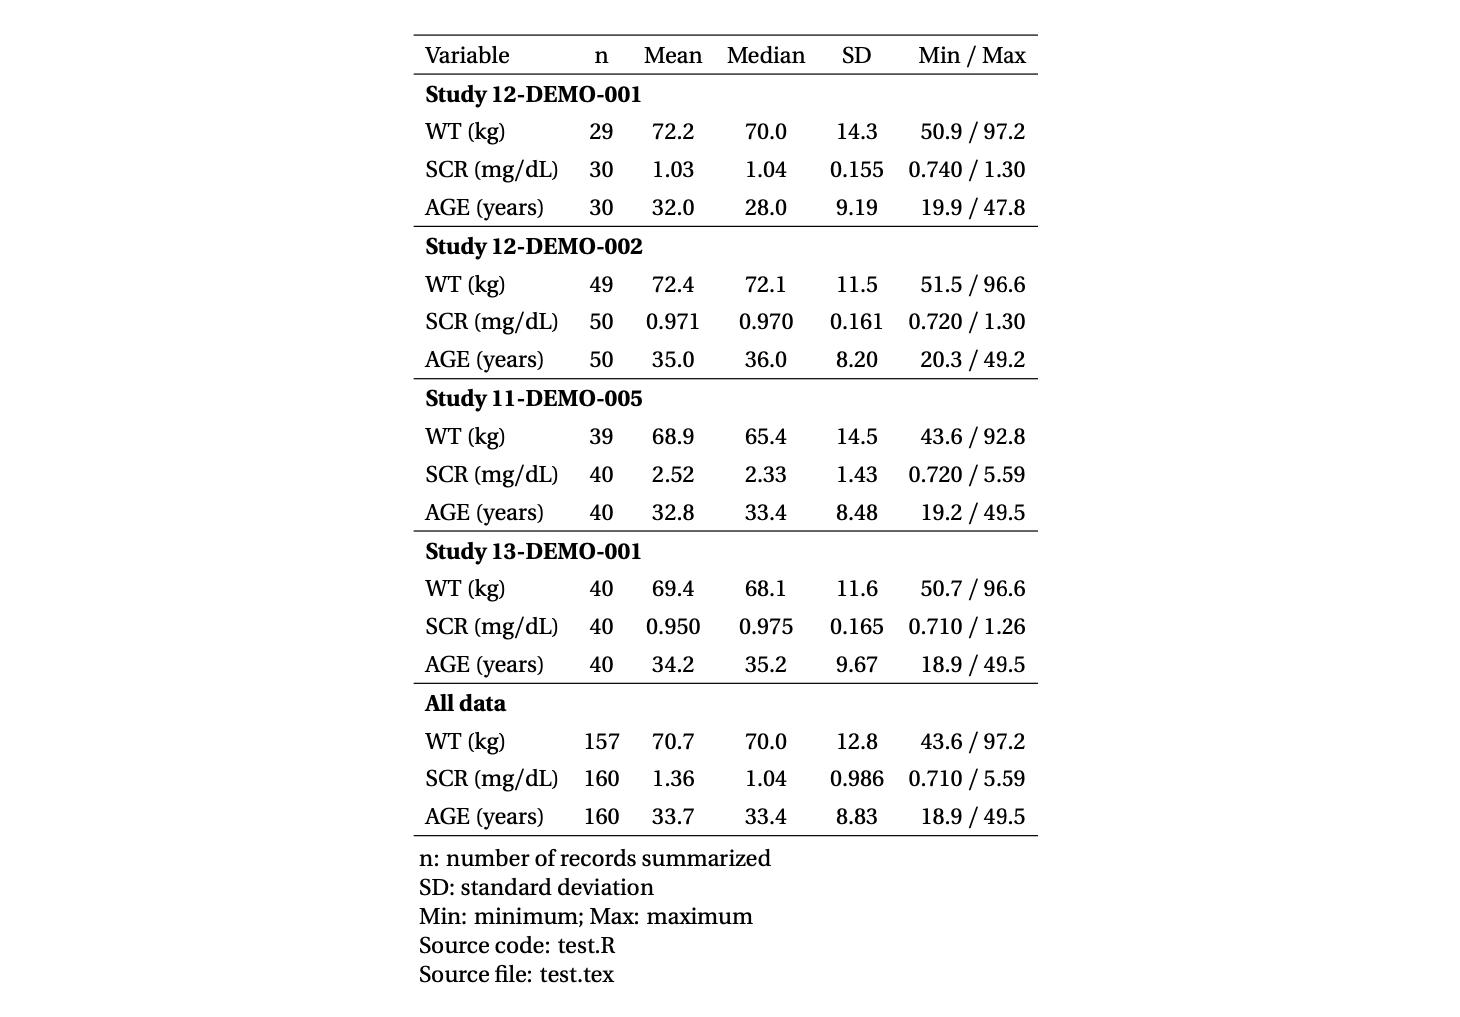 Variable n Mean Median SD Min / Max
Study 12-DEMO-001
WT (kg) 29 72.2 70.0 14.3 50.9 / 97.2
SCR (mg/dL) 30 1.03 1.04 0.155 0.740 / 1.30
AGE (years) 30 32.0 28.0 9.19 19.9 / 47.8
Study 12-DEMO-002
WT (kg) 49 72.4 72.1 11.5 51.5 / 96.6
SCR (mg/dL) 50 0.971 0.970 0.161 0.720 / 1.30
AGE (years) 50 35.0 36.0 8.20 20.3 / 49.2
Study 11-DEMO-005
WT (kg) 39 68.9 65.4 14.5 43.6 / 92.8
SCR (mg/dL) 40 2.52 2.33 1.43 0.720 / 5.59
AGE (years) 40 32.8 33.4 8.48 19.2 / 49.5
Study 13-DEMO-001
WT (kg) 40 69.4 68.1 11.6 50.7 / 96.6
SCR (mg/dL) 40 0.950 0.975 0.165 0.710 / 1.26
AGE (years) 40 34.2 35.2 9.67 18.9 / 49.5
All data
WT (kg) 157 70.7 70.0 12.8 43.6 / 97.2
SCR (mg/dL) 160 1.36 1.04 0.986 0.710 / 5.59
AGE (years) 160 33.7 33.4 8.83 18.9 / 49.5
n: number of records summarized
SD: standard deviation
Min: minimum; Max: maximum
Source code: test.R
Source file: test.tex